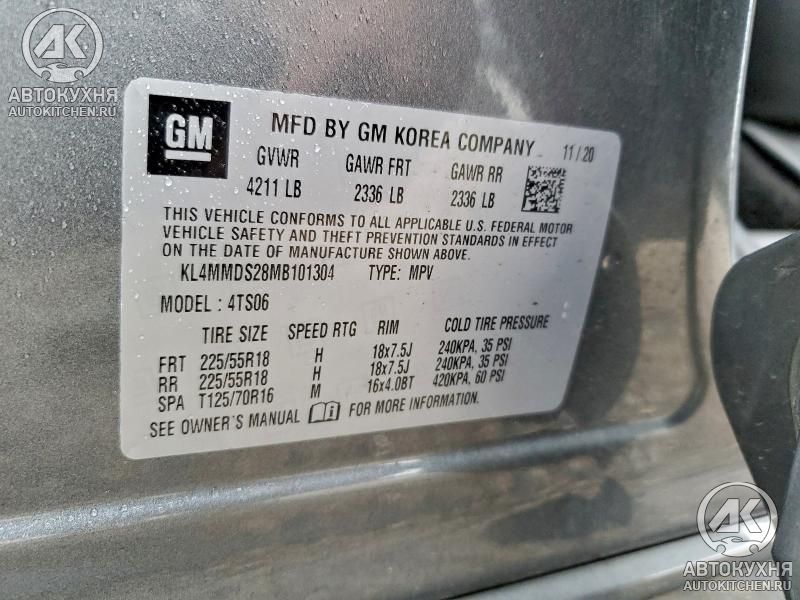 AK
АВТОКУХНЯ
AUTOKITCHEN.RU
GM
MFD BY GM KOREA COMPANY 11/20
GVWR GAWR FRT GAWR RR
4211 LB 2336 LB 2336 LB
THIS VEHICLE CONFORMS TO ALL APPLICABLE U.S. FEDERAL MOTOR
VEHICLE SAFETY AND THEFT PREVENTION STANDARDS IN EFFECT
ON THE DATE OF MANUFACTURE SHOWN ABOVE.
KL4MMDS28MB101304 TYPE: MPV
MODEL: 4TS06
TIRE SIZE SPEED RTG RIM COLD TIRE PRESSURE
FRT 225/55R18 H 18x7.5J 240KPA, 35 PSI
RR 225/55R18 H 18x7.5J 240KPA, 35 PSI
SPA T125/70R16 M 16x4.0BT 420KPA, 60 PSI
SEE OWNER'S MANUAL FOR MORE INFORMATION.
AK
АВТОКУХНЯ
AUTOKITCHEN.RU